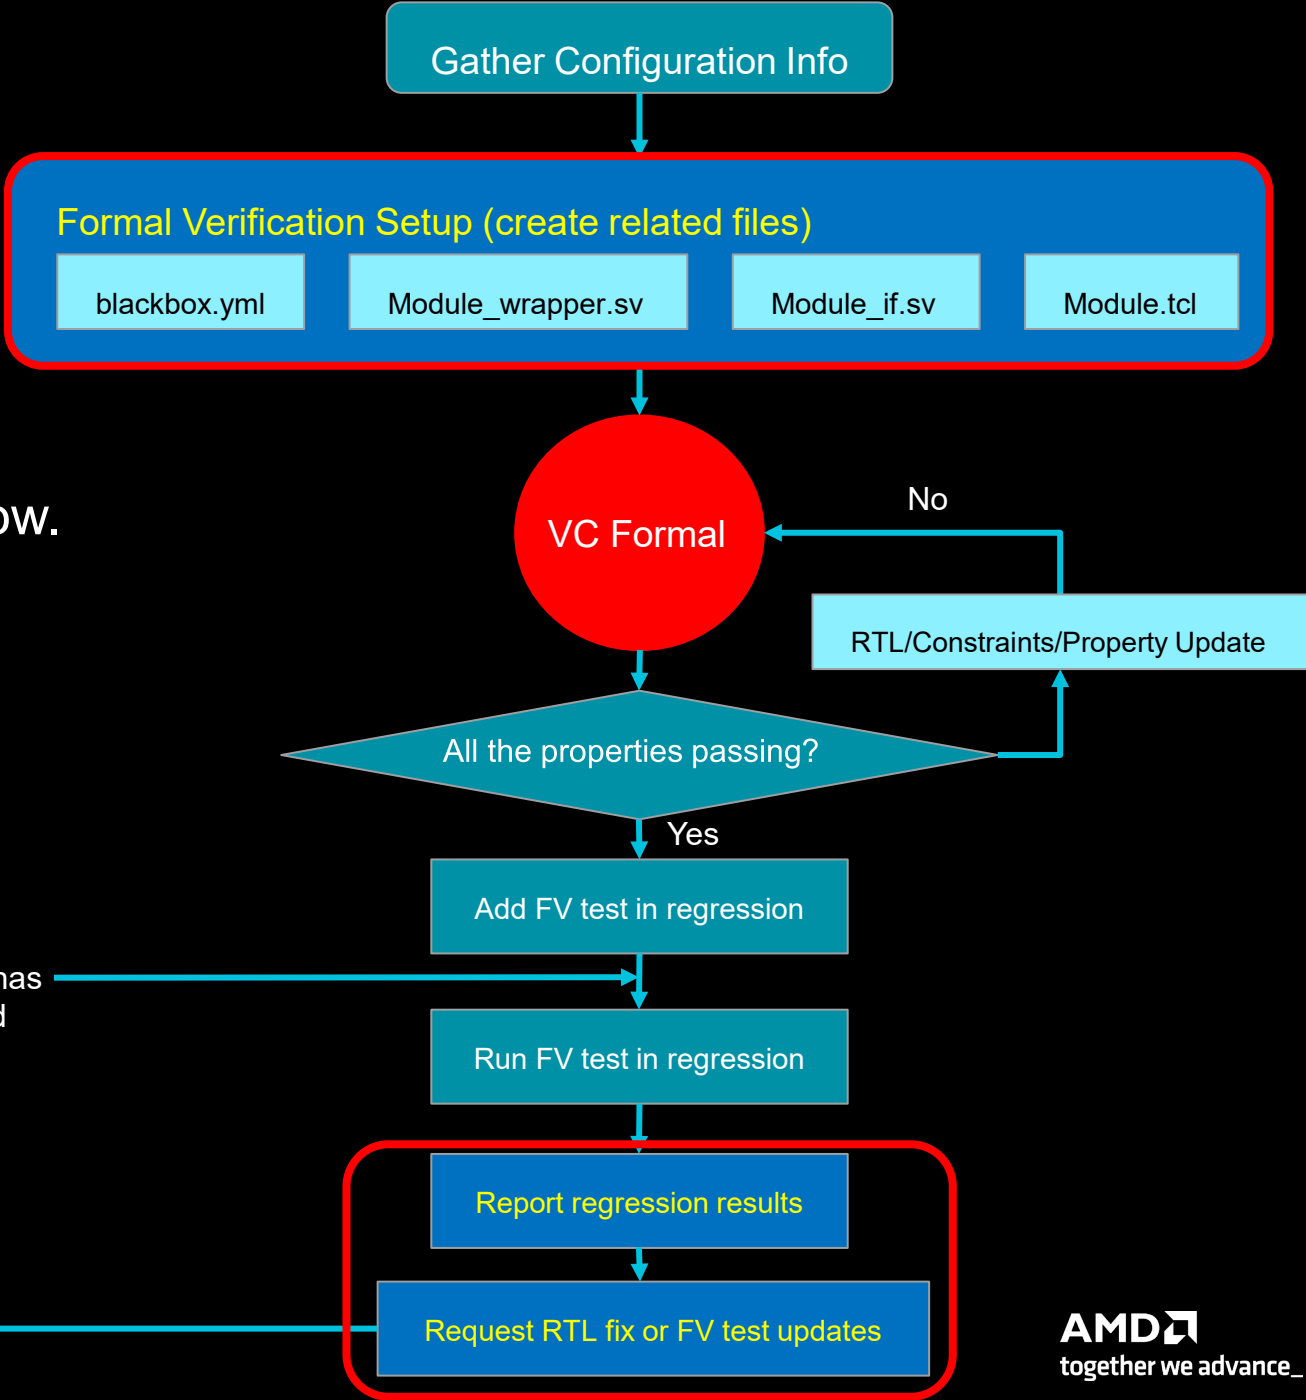 Gather Configuration Info
Formal Verification Setup (create related files)
blackbox.yml
Module_wrapper.sv
Module_if.sv
Module.tcl
ow.
VC Formal
No
RTL/Constraints/Property Update
All the properties passing?
Yes
Add FV test in regression
has
d
Run FV test in regression
Report regression results
Request RTL fix or FV test updates
AMD
together we advance_